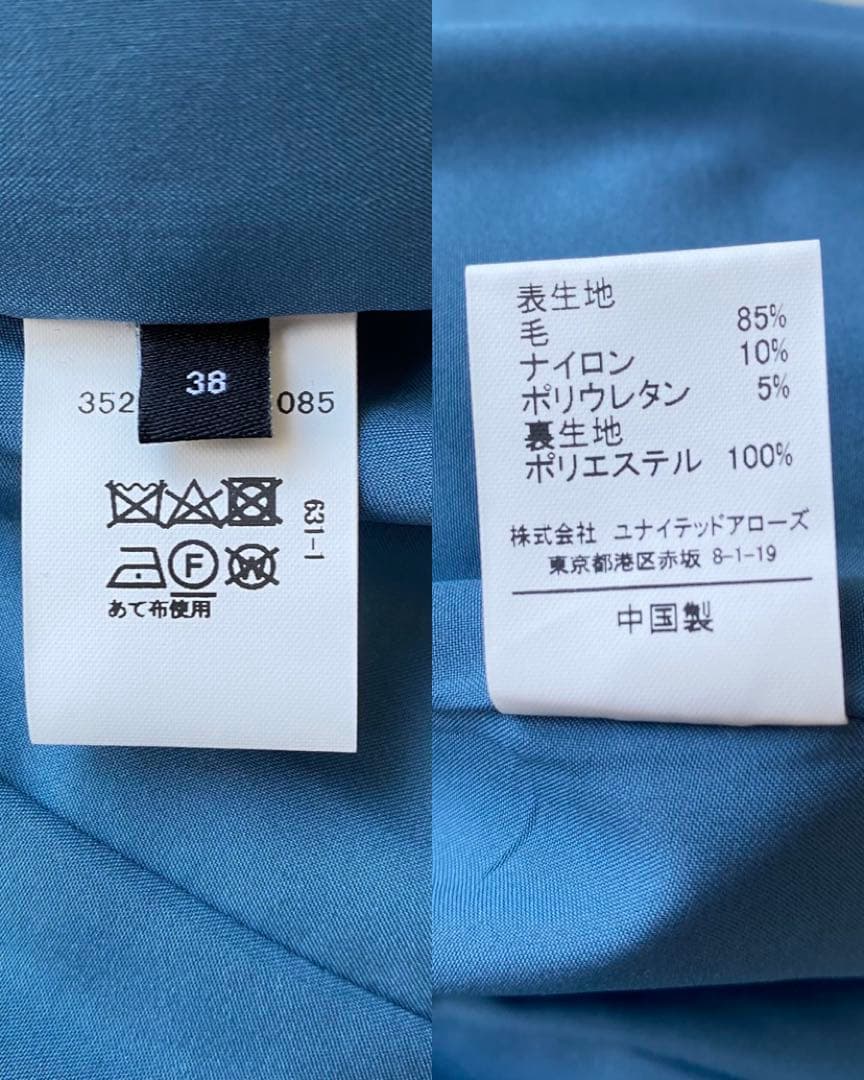 38
352
085
631-1
F
W
あて布使用
表生地
毛 85%
ナイロン 10%
ポリウレタン 5%
裏生地
ポリエステル 100%
株式会社 ユナイテッドアローズ
東京都港区赤坂 8-1-19
中国製